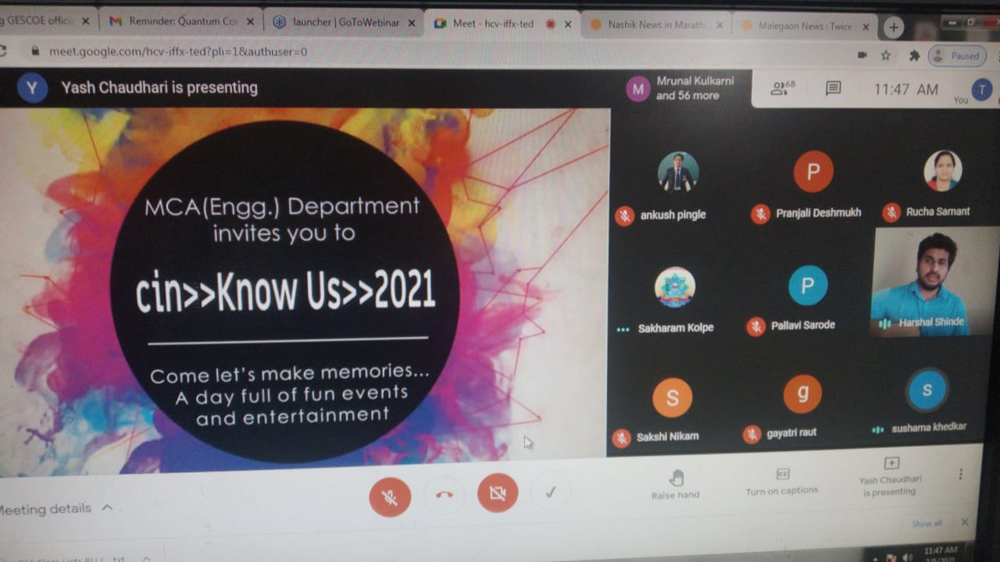 g GESCOE officia
Reminder: Quantum Co
launcher | GoToWebinar
Meet - hcv-iffx-ted
Nashik News in Marath
Malegaon News : Twice
meet.google.com/hcv-iffx-ted?pli=1&authuser=0
Paused
Y
Yash Chaudhari is presenting
M
Mrunal Kulkarni
and 56 more
68
11:47 AM
You
T
MCA(Engg.) Department
invites you to
cin>>Know Us>>2021
Come let's make memories...
A day full of fun events
and entertainment
ankush pingle
P
Pranjali Deshmukh
Rucha Samant
Sakharam Kolpe
P
Pallavi Sarode
Harshal Shinde
S
Sakshi Nikam
g
gayatri raut
s
sushama khedkar
Meeting details
Raise hand
CC
Turn on captions
Yash Chaudhari
is presenting
Show all
11:47 AM